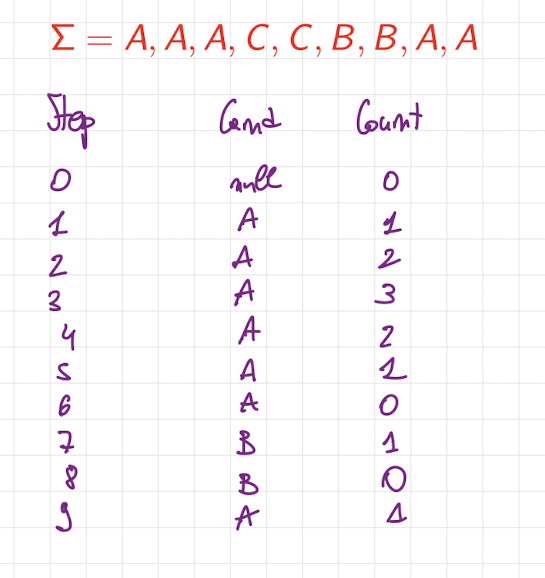 Σ = A, A, A, C, C, B, B, A, A
Step Cand Count
0 null 0
1 A 1
2 A 2
3 A 3
4 A 2
5 A 1
6 A 0
7 B 1
8 B 0
9 A 1